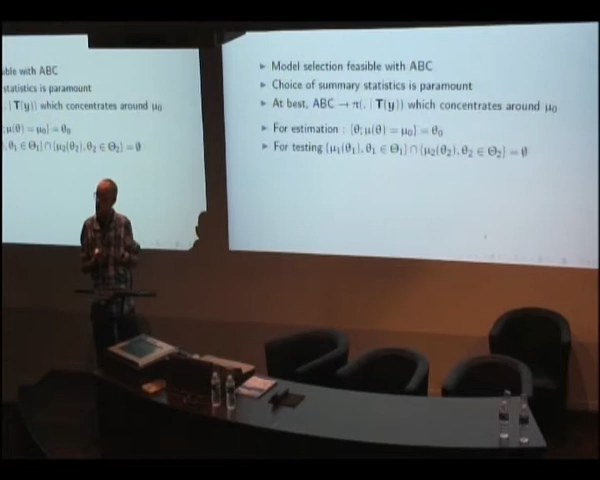 ible with ABC
statistics is paramount
. | T(y)) which concentrates around μ₀
; μ(θ) = μ₀} = θ₀
), θ₁ ∈ Θ₁} ∩ {μ₂(θ₂), θ₂ ∈ Θ₂} = ∅
► Model selection feasible with ABC
► Choice of summary statistics is paramount
► At best, ABC → π(. | T(y)) which concentrates around μ₀
► For estimation : {θ; μ(θ) = μ₀} = θ₀
► For testing {μ₁(θ₁), θ₁ ∈ Θ₁} ∩ {μ₂(θ₂), θ₂ ∈ Θ₂} = ∅